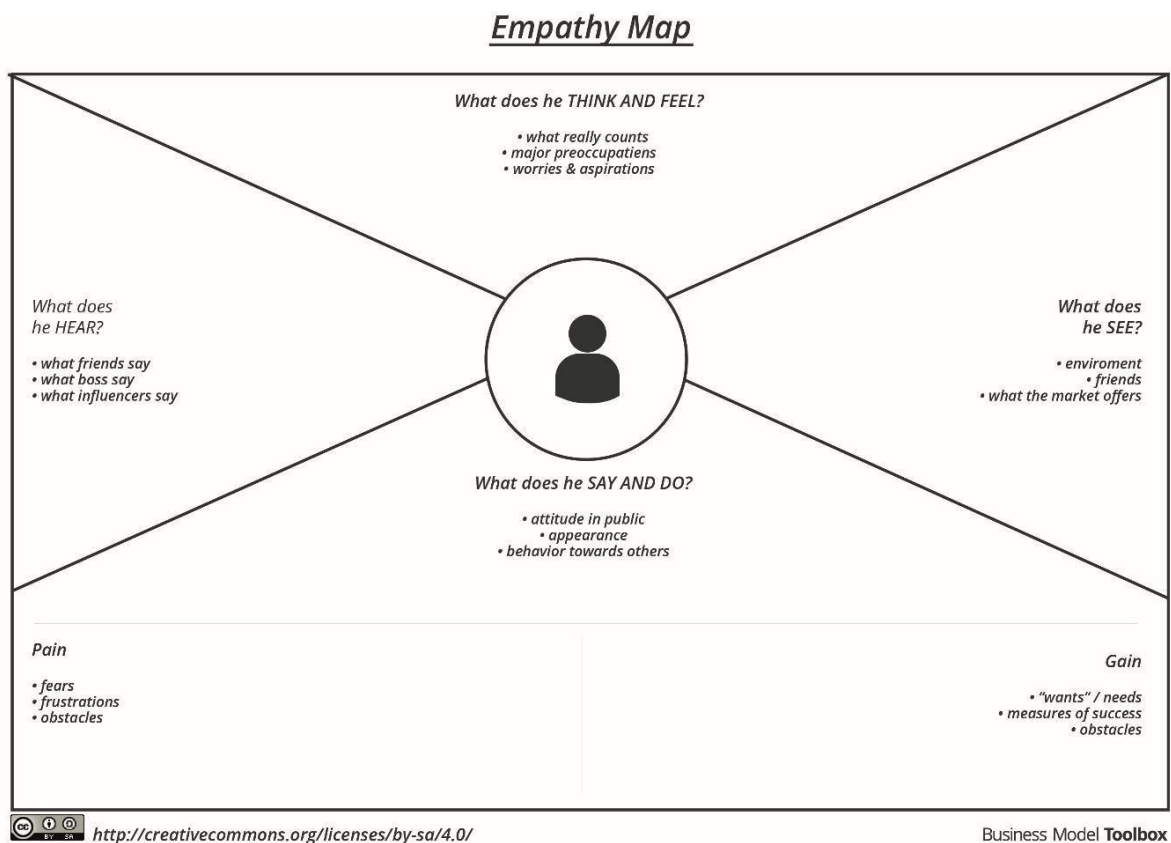 Empathy Map
What does he THINK AND FEEL?
• what really counts
• major preoccupatiens
• worries & aspirations
What does
he HEAR?
• what friends say
• what boss say
• what influencers say
What does
he SEE?
• enviroment
• friends
• what the market offers
What does he SAY AND DO?
• attitude in public
• appearance
• behavior towards others
Pain
• fears
• frustrations
• obstacles
Gain
• “wants“ / needs
• measures of success
• obstacles
cc BY SA http://creativecommons.org/licenses/by-sa/4.0/
Business Model Toolbox